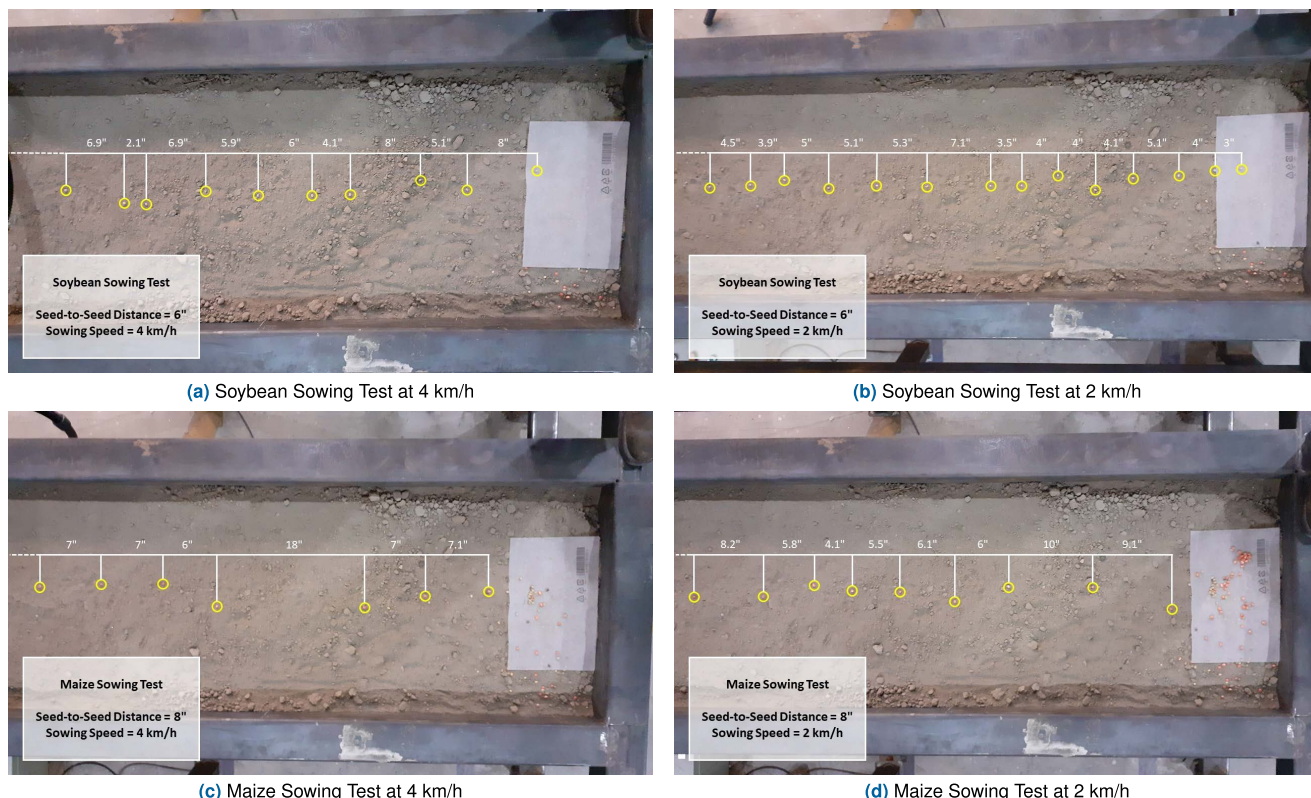 6.9" 2.1" 6.9" 5.9" 6" 4.1" 8" 5.1" 8"
Soybean Sowing Test
Seed-to-Seed Distance = 6"
Sowing Speed = 4 km/h
(a) Soybean Sowing Test at 4 km/h
4.5" 3.9" 5" 5.1" 5.3" 7.1" 3.5" 4" 4" 4.1" 5.1" 4" 3"
Soybean Sowing Test
Seed-to-Seed Distance = 6"
Sowing Speed = 2 km/h
(b) Soybean Sowing Test at 2 km/h
7" 7" 6" 18" 7" 7.1"
Maize Sowing Test
Seed-to-Seed Distance = 8"
Sowing Speed = 4 km/h
(c) Maize Sowing Test at 4 km/h
8.2" 5.8" 4.1" 5.5" 6.1" 6" 10" 9.1"
Maize Sowing Test
Seed-to-Seed Distance = 8"
Sowing Speed = 2 km/h
(d) Maize Sowing Test at 2 km/h